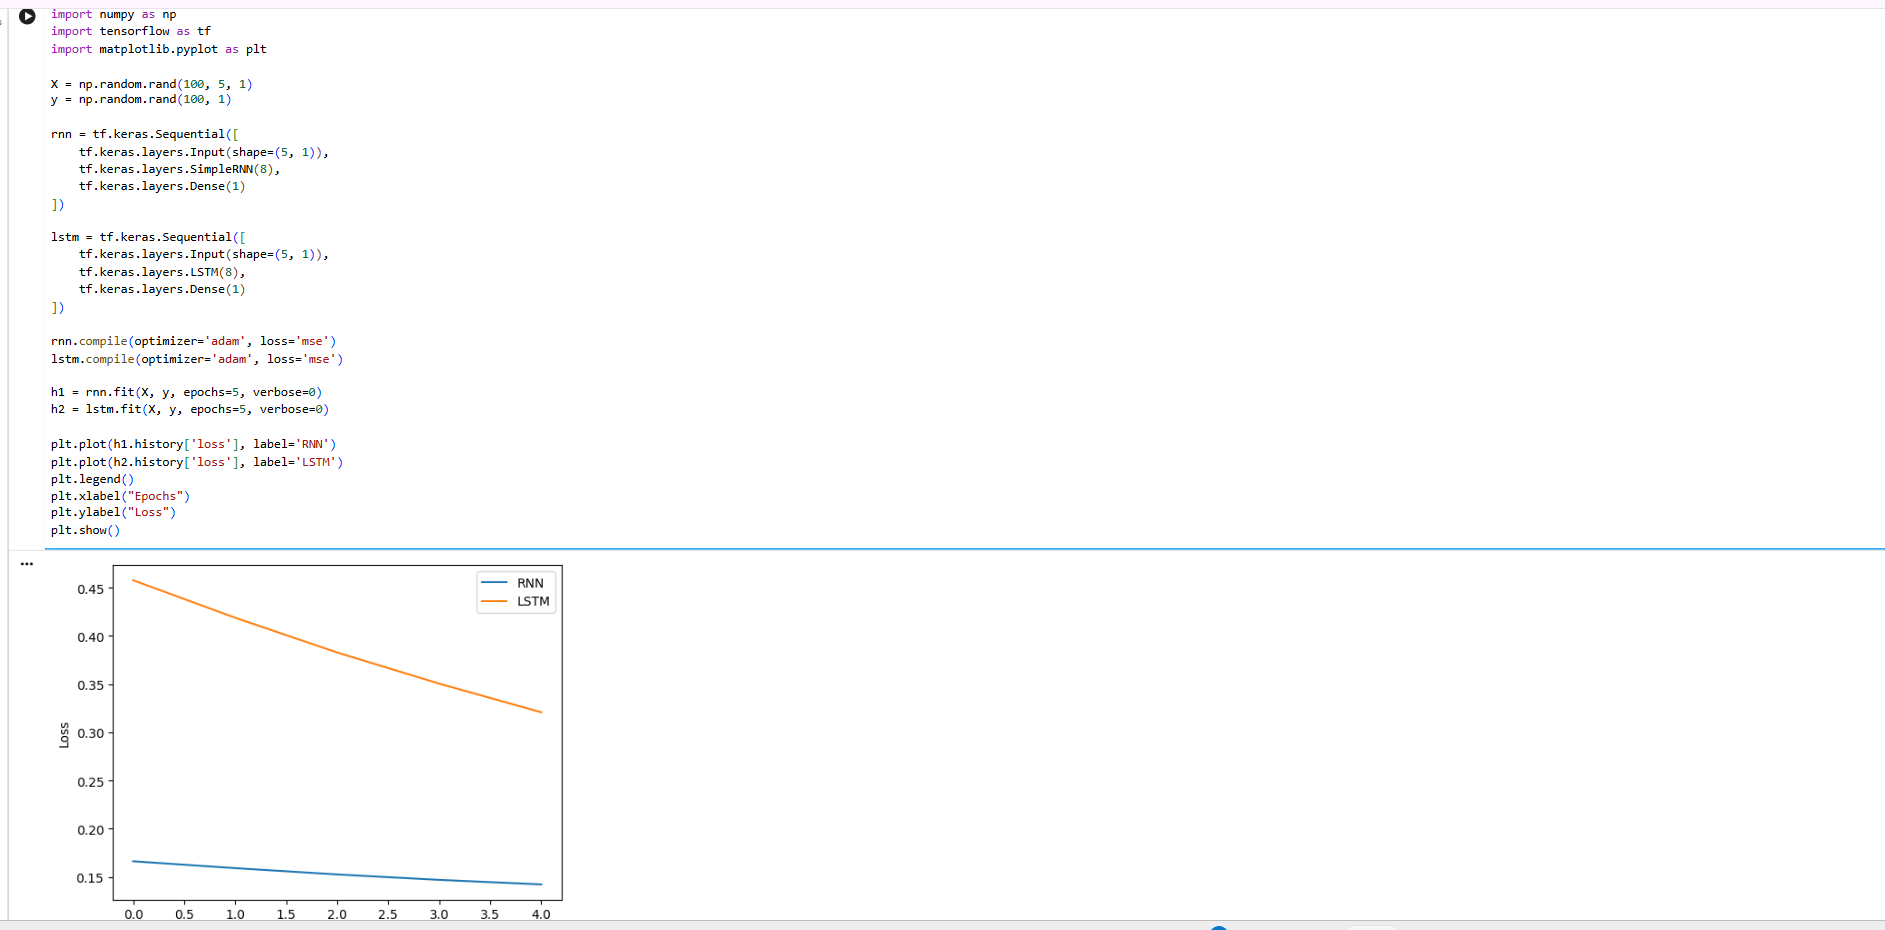 import numpy as np
import tensorflow as tf
import matplotlib.pyplot as plt
X = np.random.rand(100, 5, 1)
y = np.random.rand(100, 1)
rnn = tf.keras.Sequential([
    tf.keras.layers.Input(shape=(5, 1)),
    tf.keras.layers.SimpleRNN(8),
    tf.keras.layers.Dense(1)
])
lstm = tf.keras.Sequential([
    tf.keras.layers.Input(shape=(5, 1)),
    tf.keras.layers.LSTM(8),
    tf.keras.layers.Dense(1)
])
rnn.compile(optimizer='adam', loss='mse')
lstm.compile(optimizer='adam', loss='mse')
h1 = rnn.fit(X, y, epochs=5, verbose=0)
h2 = lstm.fit(X, y, epochs=5, verbose=0)
plt.plot(h1.history['loss'], label='RNN')
plt.plot(h2.history['loss'], label='LSTM')
plt.legend()
plt.xlabel("Epochs")
plt.ylabel("Loss")
plt.show()
RNN
LSTM
0.45
0.40
0.35
0.30
0.25
0.20
0.15
Loss
0.0 0.5 1.0 1.5 2.0 2.5 3.0 3.5 4.0